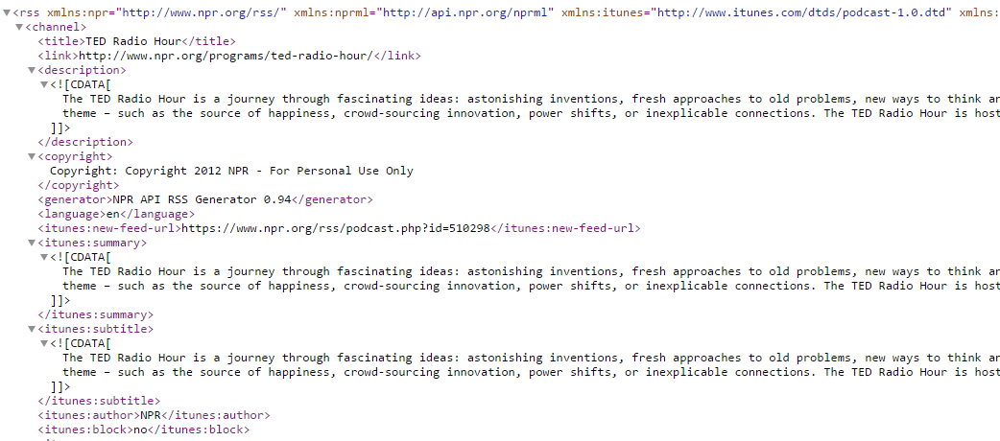 ▼<rss xmlns:npr="http://www.npr.org/rss/" xmlns:nprml="http://api.npr.org/nprml" xmlns:itunes="http://www.itunes.com/dtds/podcast-1.0.dtd" xmlns:
▼<channel>
<title>TED Radio Hour</title>
<link>http://www.npr.org/programs/ted-radio-hour/</link>
▼<description>
▼<![CDATA[
The TED Radio Hour is a journey through fascinating ideas: astonishing inventions, fresh approaches to old problems, new ways to think an
theme – such as the source of happiness, crowd-sourcing innovation, power shifts, or inexplicable connections. The TED Radio Hour is host
]]>
</description>
▼<copyright>
Copyright: Copyright 2012 NPR - For Personal Use Only
</copyright>
<generator>NPR API RSS Generator 0.94</generator>
<language>en</language>
<itunes:new-feed-url>https://www.npr.org/rss/podcast.php?id=510298</itunes:new-feed-url>
▼<itunes:summary>
▼<![CDATA[
The TED Radio Hour is a journey through fascinating ideas: astonishing inventions, fresh approaches to old problems, new ways to think an
theme – such as the source of happiness, crowd-sourcing innovation, power shifts, or inexplicable connections. The TED Radio Hour is host
]]>
</itunes:summary>
▼<itunes:subtitle>
▼<![CDATA[
The TED Radio Hour is a journey through fascinating ideas: astonishing inventions, fresh approaches to old problems, new ways to think an
theme – such as the source of happiness, crowd-sourcing innovation, power shifts, or inexplicable connections. The TED Radio Hour is host
]]>
</itunes:subtitle>
<itunes:author>NPR</itunes:author>
<itunes:block>no</itunes:block>